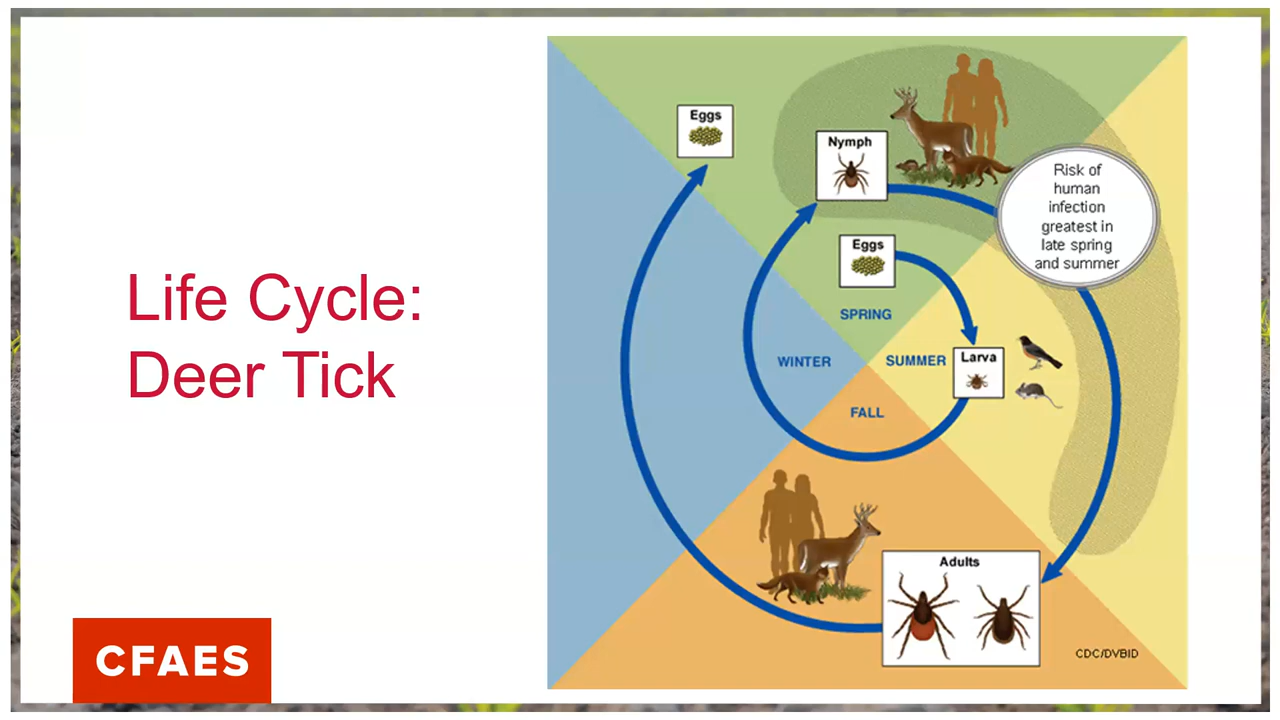 Life Cycle:
Deer Tick
CFAES
Eggs
Nymph
Risk of
human
infection
greatest in
late spring
and summer
Eggs
SPRING
WINTER
SUMMER
Larva
FALL
Adults
CDC/DVBID